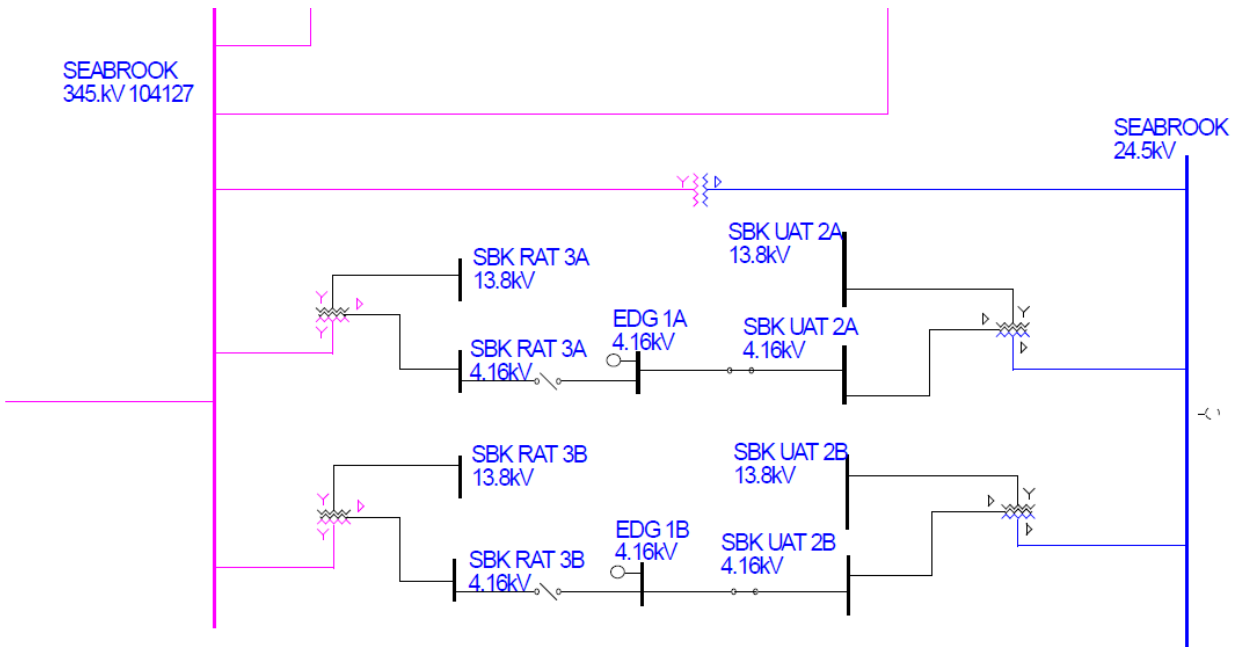 SEABROOK
345.kV 104127
SEABROOK
24.5kV
SBK RAT 3A
13.8kV
SBK UAT 2A
13.8kV
SBK RAT 3A
4.16kV
EDG 1A
4.16kV
SBK UAT 2A
4.16kV
SBK RAT 3B
13.8kV
SBK UAT 2B
13.8kV
SBK RAT 3B
4.16kV
EDG 1B
4.16kV
SBK UAT 2B
4.16kV